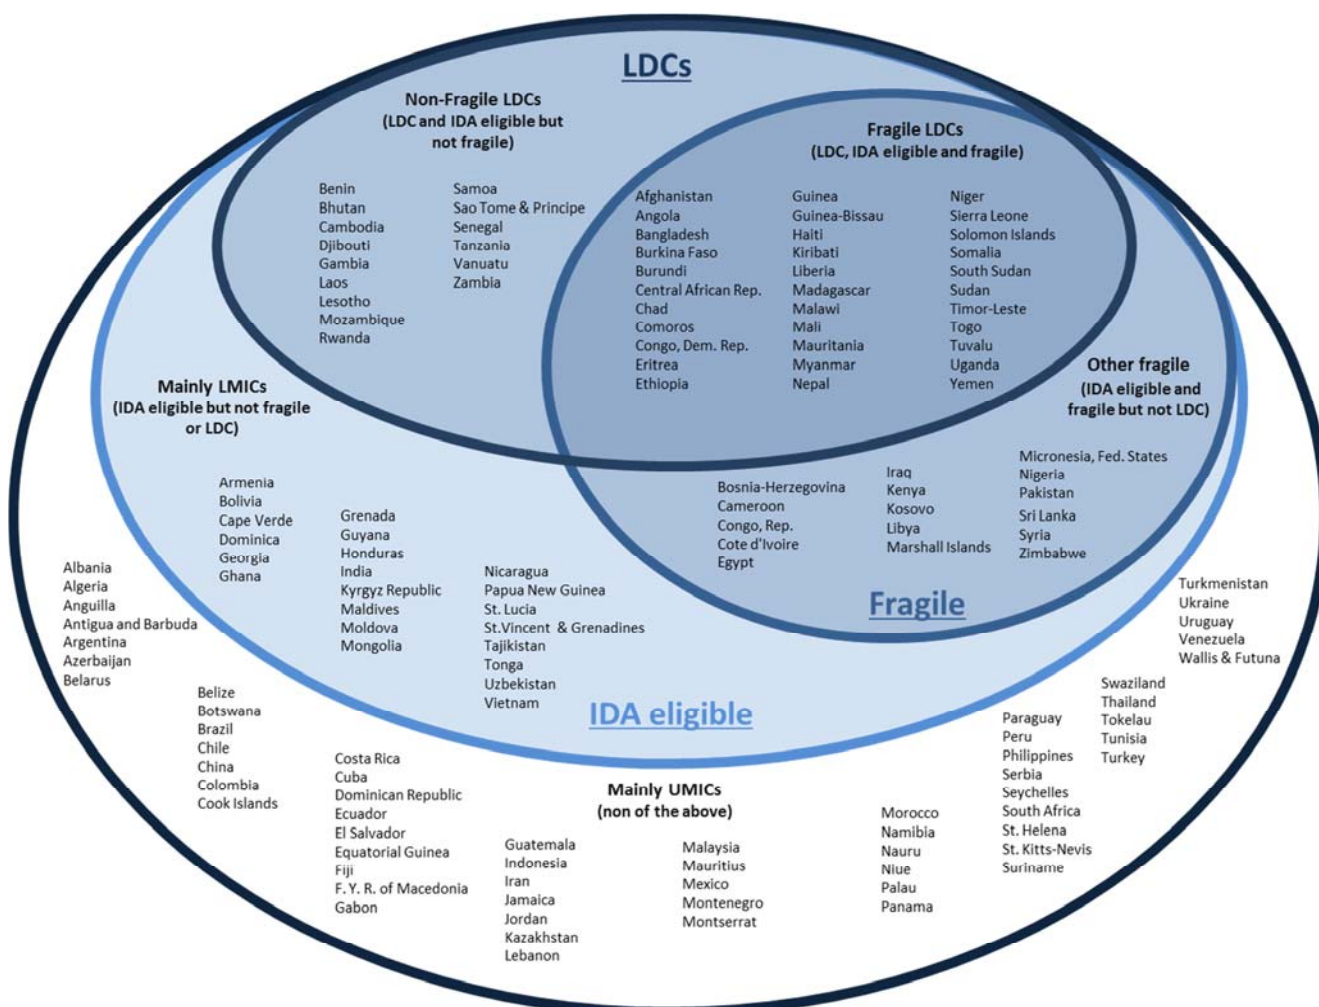 LDCs
Non-Fragile LDCs
(LDC and IDA eligible but
not fragile)
Benin
Bhutan
Cambodia
Djibouti
Gambia
Laos
Lesotho
Mozambique
Rwanda
Samoa
Sao Tome & Principe
Senegal
Tanzania
Vanuatu
Zambia
Fragile LDCs
(LDC, IDA eligible and fragile)
Afghanistan
Angola
Bangladesh
Burkina Faso
Burundi
Central African Rep.
Chad
Comoros
Congo, Dem. Rep.
Eritrea
Ethiopia
Guinea
Guinea-Bissau
Haiti
Kiribati
Liberia
Madagascar
Malawi
Mali
Mauritania
Myanmar
Nepal
Niger
Sierra Leone
Solomon Islands
Somalia
South Sudan
Sudan
Timor-Leste
Togo
Tuvalu
Uganda
Yemen
Other fragile
(IDA eligible and
fragile but not LDC)
Bosnia-Herzegovina
Cameroon
Congo, Rep.
Cote d'Ivoire
Egypt
Iraq
Kenya
Kosovo
Libya
Marshall Islands
Micronesia, Fed. States
Nigeria
Pakistan
Sri Lanka
Syria
Zimbabwe
Fragile
Mainly LMICs
(IDA eligible but not fragile
or LDC)
Armenia
Bolivia
Cape Verde
Dominica
Georgia
Ghana
Grenada
Guyana
Honduras
India
Kyrgyz Republic
Maldives
Moldova
Mongolia
Nicaragua
Papua New Guinea
St. Lucia
St.Vincent & Grenadines
Tajikistan
Tonga
Uzbekistan
Vietnam
IDA eligible
Mainly UMICs
(non of the above)
Albania
Algeria
Anguilla
Antigua and Barbuda
Argentina
Azerbaijan
Belarus
Belize
Botswana
Brazil
Chile
China
Colombia
Cook Islands
Costa Rica
Cuba
Dominican Republic
Ecuador
El Salvador
Equatorial Guinea
Fiji
F. Y. R. of Macedonia
Gabon
Guatemala
Indonesia
Iran
Jamaica
Jordan
Kazakhstan
Lebanon
Malaysia
Mauritius
Mexico
Montenegro
Montserrat
Morocco
Namibia
Nauru
Niue
Palau
Panama
Paraguay
Peru
Philippines
Serbia
Seychelles
South Africa
St. Helena
St. Kitts-Nevis
Suriname
Swaziland
Thailand
Tokelau
Tunisia
Turkey
Turkmenistan
Ukraine
Uruguay
Venezuela
Wallis & Futuna